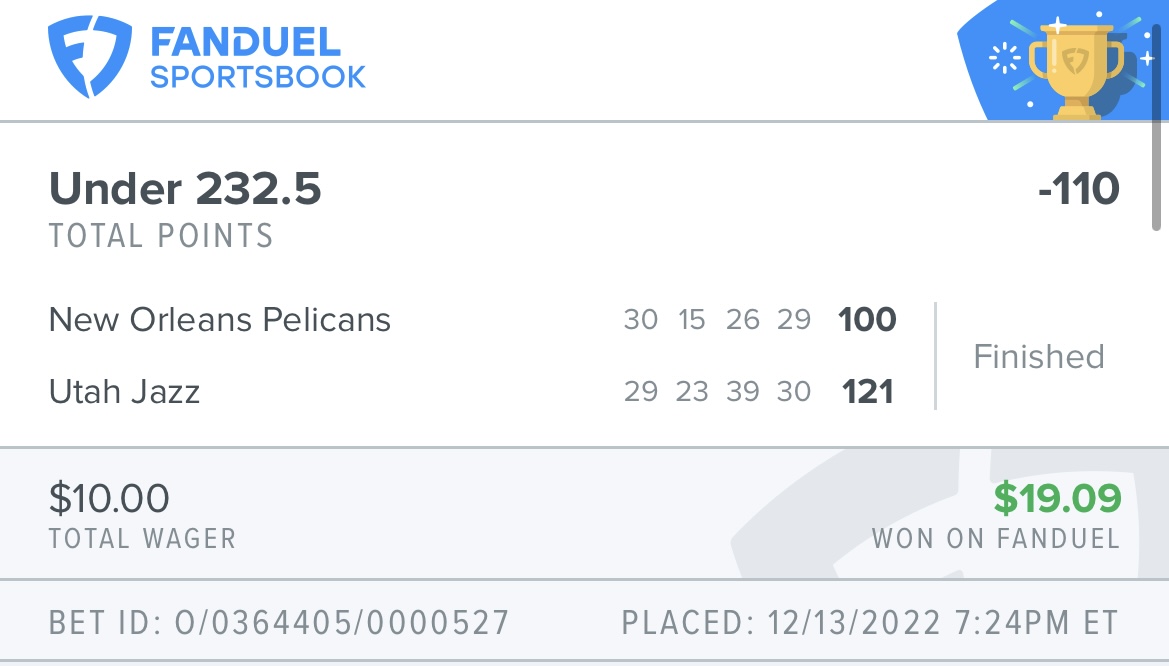 FANDUEL
SPORTSBOOK
Under 232.5 -110
TOTAL POINTS
New Orleans Pelicans 30 15 26 29 100
Finished
Utah Jazz 29 23 39 30 121
$10.00 $19.09
TOTAL WAGER WON ON FANDUEL
BET ID: O/0364405/0000527 PLACED: 12/13/2022 7:24PM ET